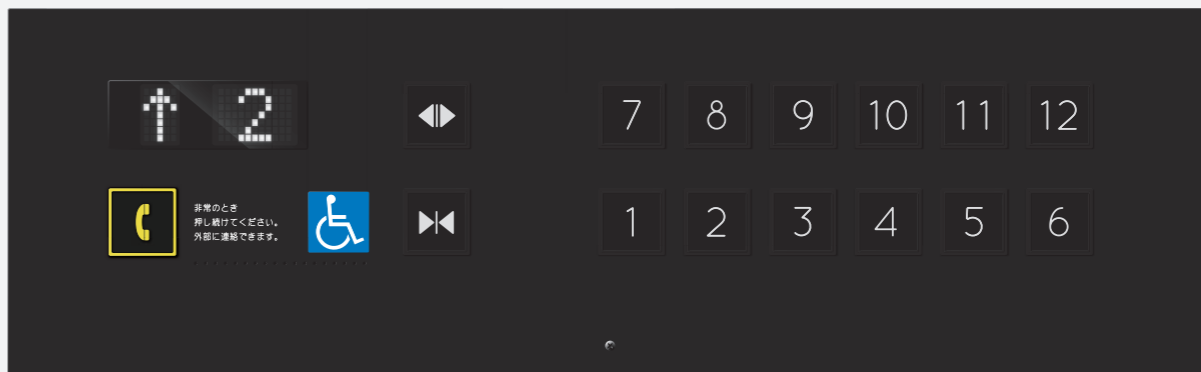 ↑ 2
非常のとき
押し続けてください。
外部に連絡できます。
7 8 9 10 11 12
1 2 3 4 5 6